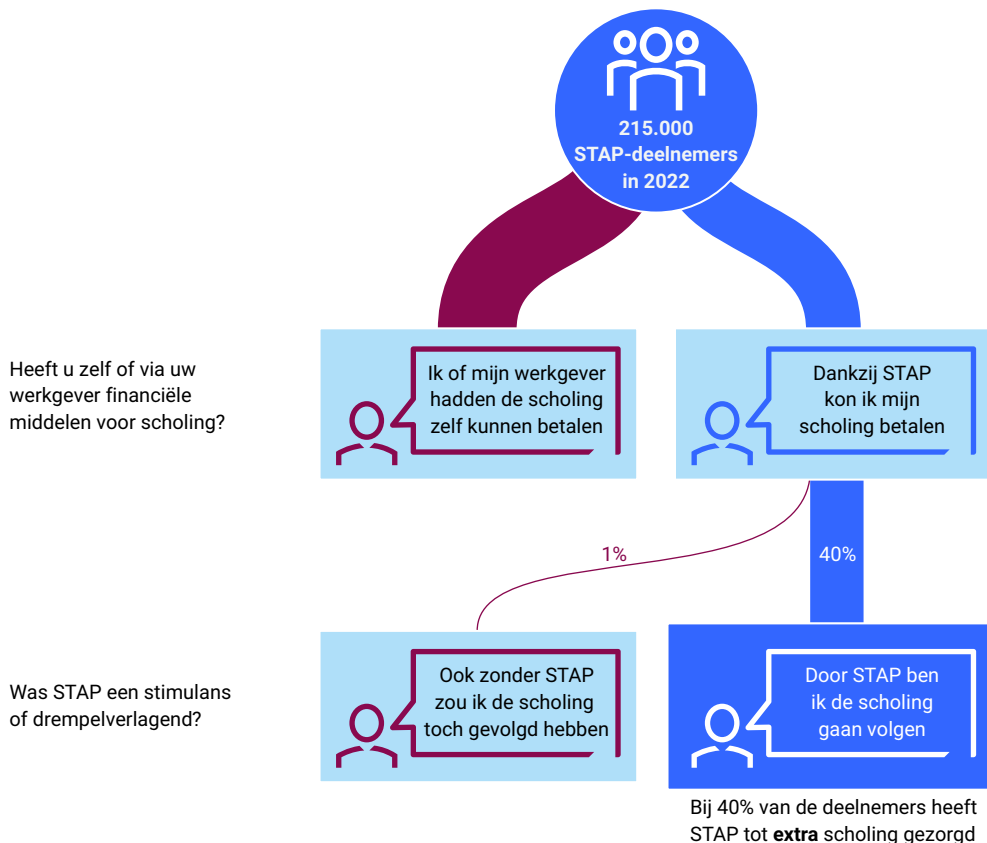 215.000
STAP-deelnemers
in 2022
Heeft u zelf of via uw
werkgever financiële
middelen voor scholing?
Ik of mijn werkgever
hadden de scholing
zelf kunnen betalen
Dankzij STAP
kon ik mijn
scholing betalen
1%
40%
Was STAP een stimulans
of drempelverlagend?
Ook zonder STAP
zou ik de scholing
toch gevolgd hebben
Door STAP ben
ik de scholing
gaan volgen
Bij 40% van de deelnemers heeft
STAP tot extra scholing gezorgd